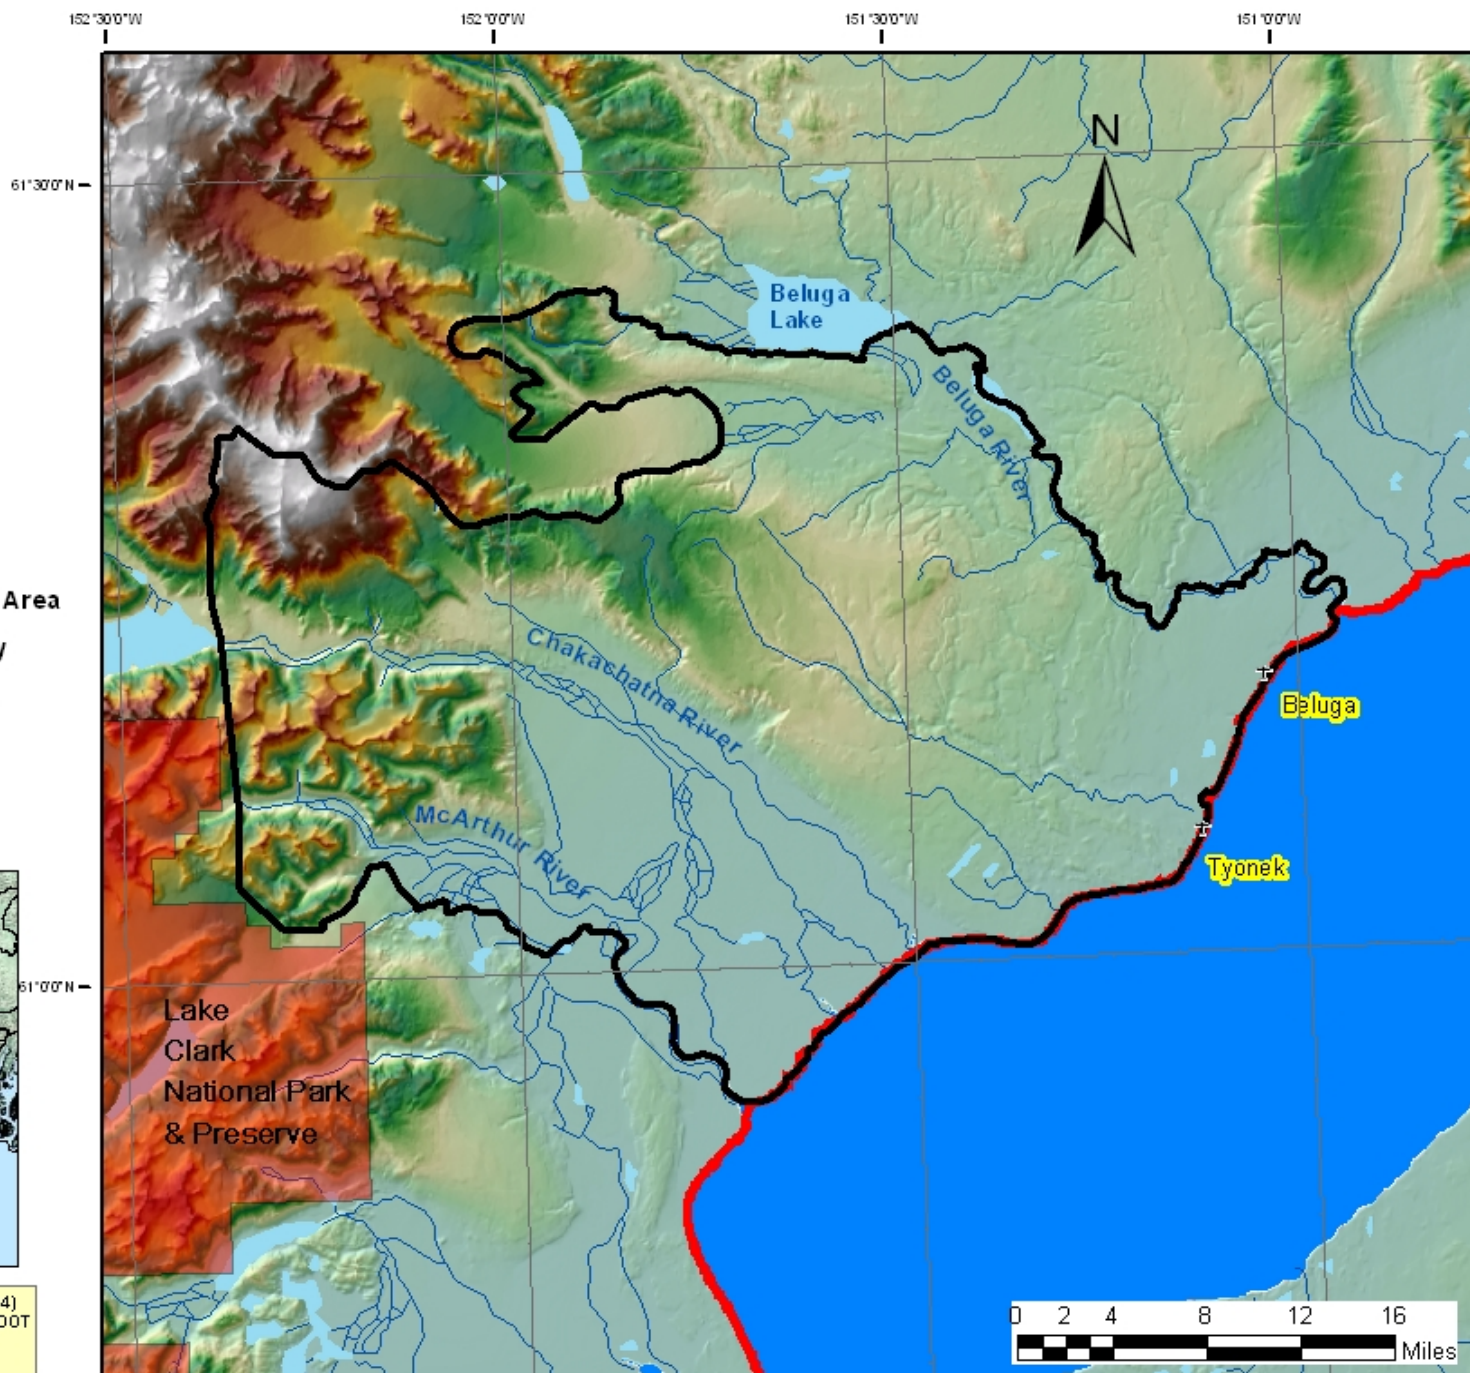 152°30'0"W
152°0'0"W
151°30'0"W
151°0'0"W
N
61°30'0"N
Beluga
Lake
Beluga River
Area
y
Chakachatna River
Beluga
McArthur River
Tyonek
61°0'0"N
Lake
Clark
National Park
& Preserve
4)
DOT
0 2 4 8 12 16
Miles